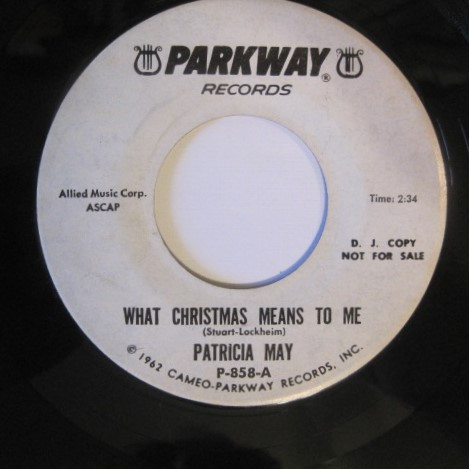 PARKWAY®
RECORDS
Allied Music Corp.
ASCAP
Time: 2:34
D. J. COPY
NOT FOR SALE
WHAT CHRISTMAS MEANS TO ME
(Stuart-Lockheim)
PATRICIA MAY
P-858-A
© 1962 CAMEO-PARKWAY RECORDS, INC.